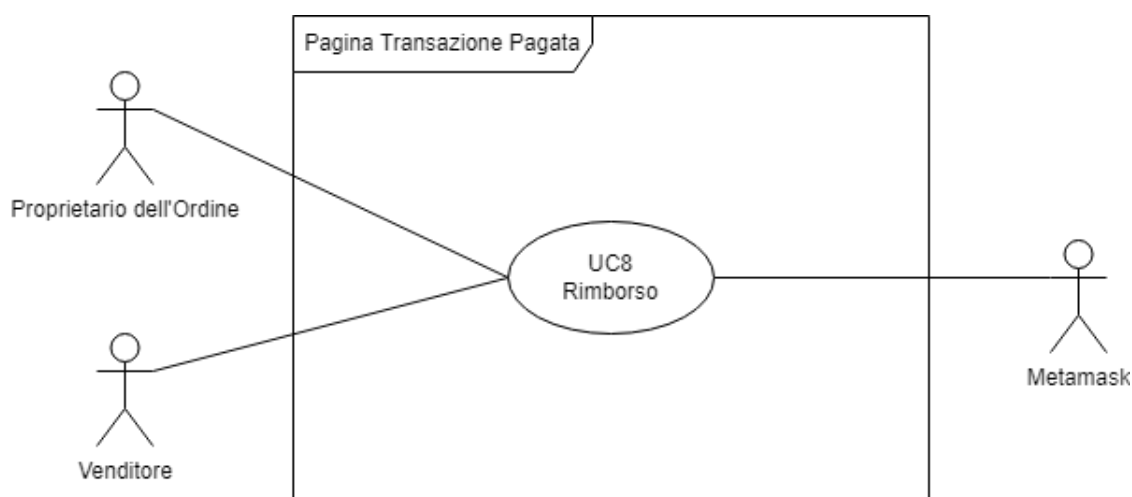 Pagina Transazione Pagata
Proprietario dell'Ordine
UC8
Rimborso
Metamask
Venditore